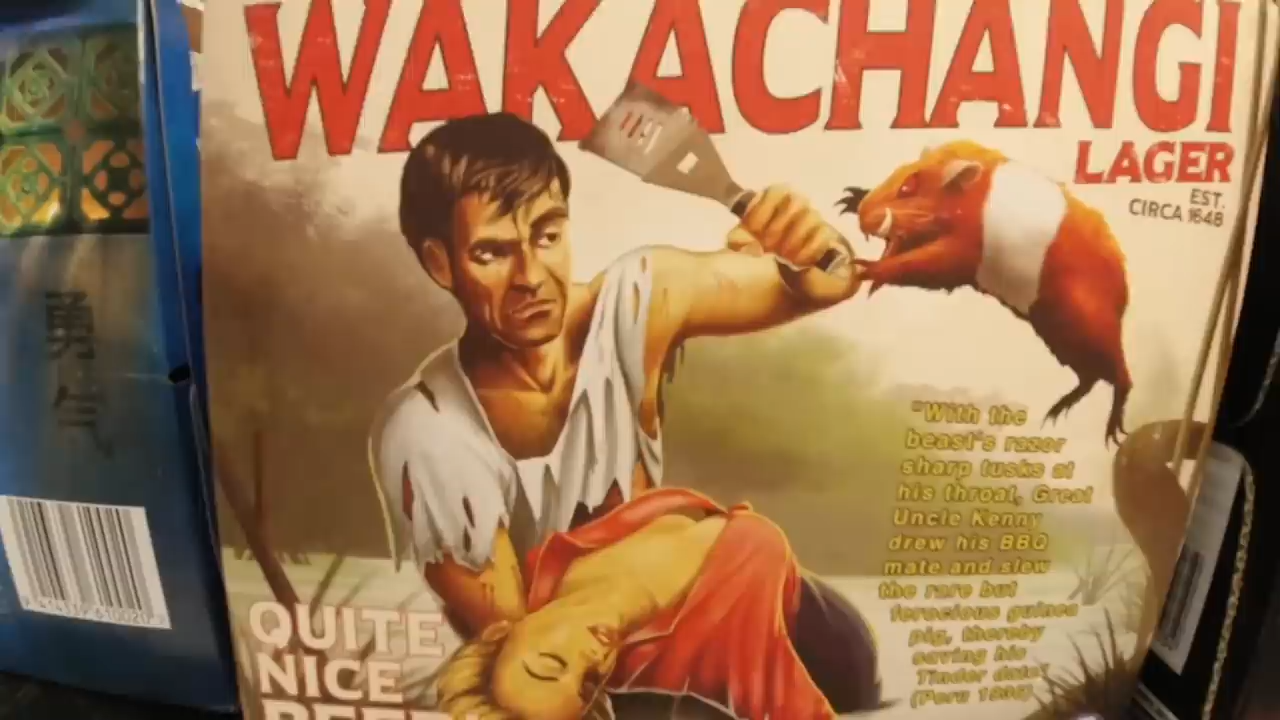 WAKACHANGI
LAGER
EST.
CIRCA 1648
勇
气
"With the
beast's razor
sharp tusks at
his throat, Great
Uncle Kenny
drew his BBQ
mate and slew
the rare but
ferocious guinea
pig, thereby
saving his
Tinder date"
(Peru
QUITE
NICE
BEER